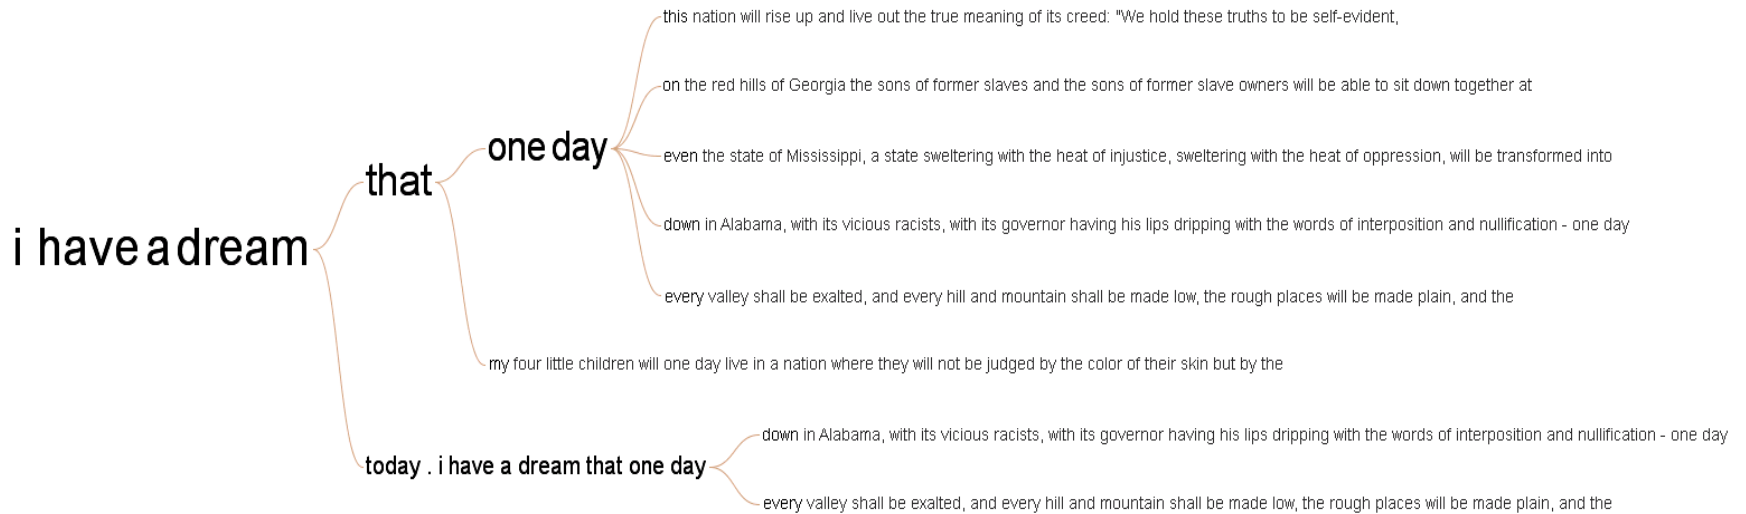 i have a dream
that
one day
this nation will rise up and live out the true meaning of its creed: "We hold these truths to be self-evident,
on the red hills of Georgia the sons of former slaves and the sons of former slave owners will be able to sit down together at
even the state of Mississippi, a state sweltering with the heat of injustice, sweltering with the heat of oppression, will be transformed into
down in Alabama, with its vicious racists, with its governor having his lips dripping with the words of interposition and nullification - one day
every valley shall be exalted, and every hill and mountain shall be made low, the rough places will be made plain, and the
my four little children will one day live in a nation where they will not be judged by the color of their skin but by the
today . i have a dream that one day
down in Alabama, with its vicious racists, with its governor having his lips dripping with the words of interposition and nullification - one day
every valley shall be exalted, and every hill and mountain shall be made low, the rough places will be made plain, and the